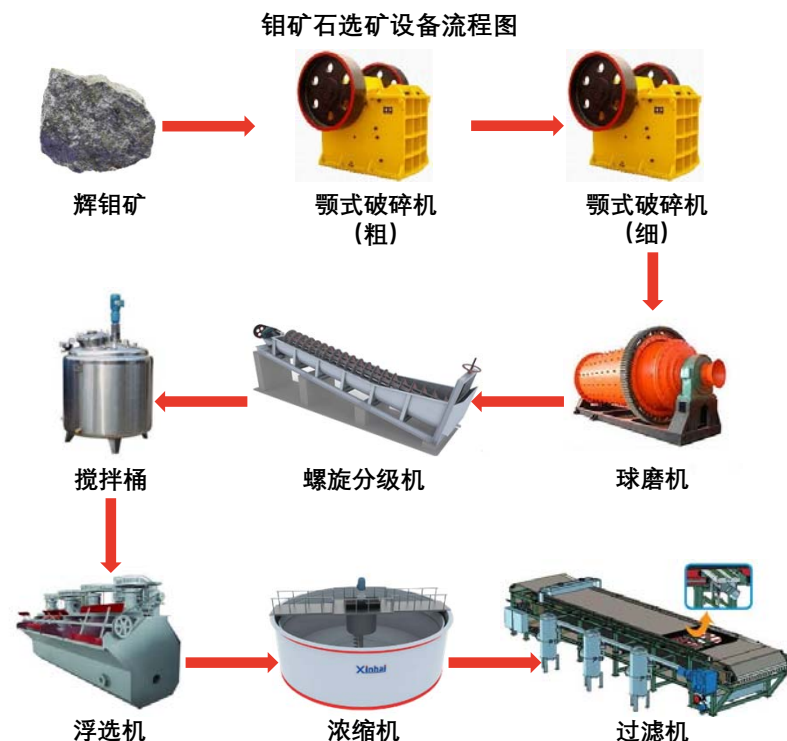 钼矿石选矿设备流程图
辉钼矿
颚式破碎机
（粗）
颚式破碎机
（细）
搅拌桶
螺旋分级机
球磨机
Xinhai
浮选机
浓缩机
过滤机